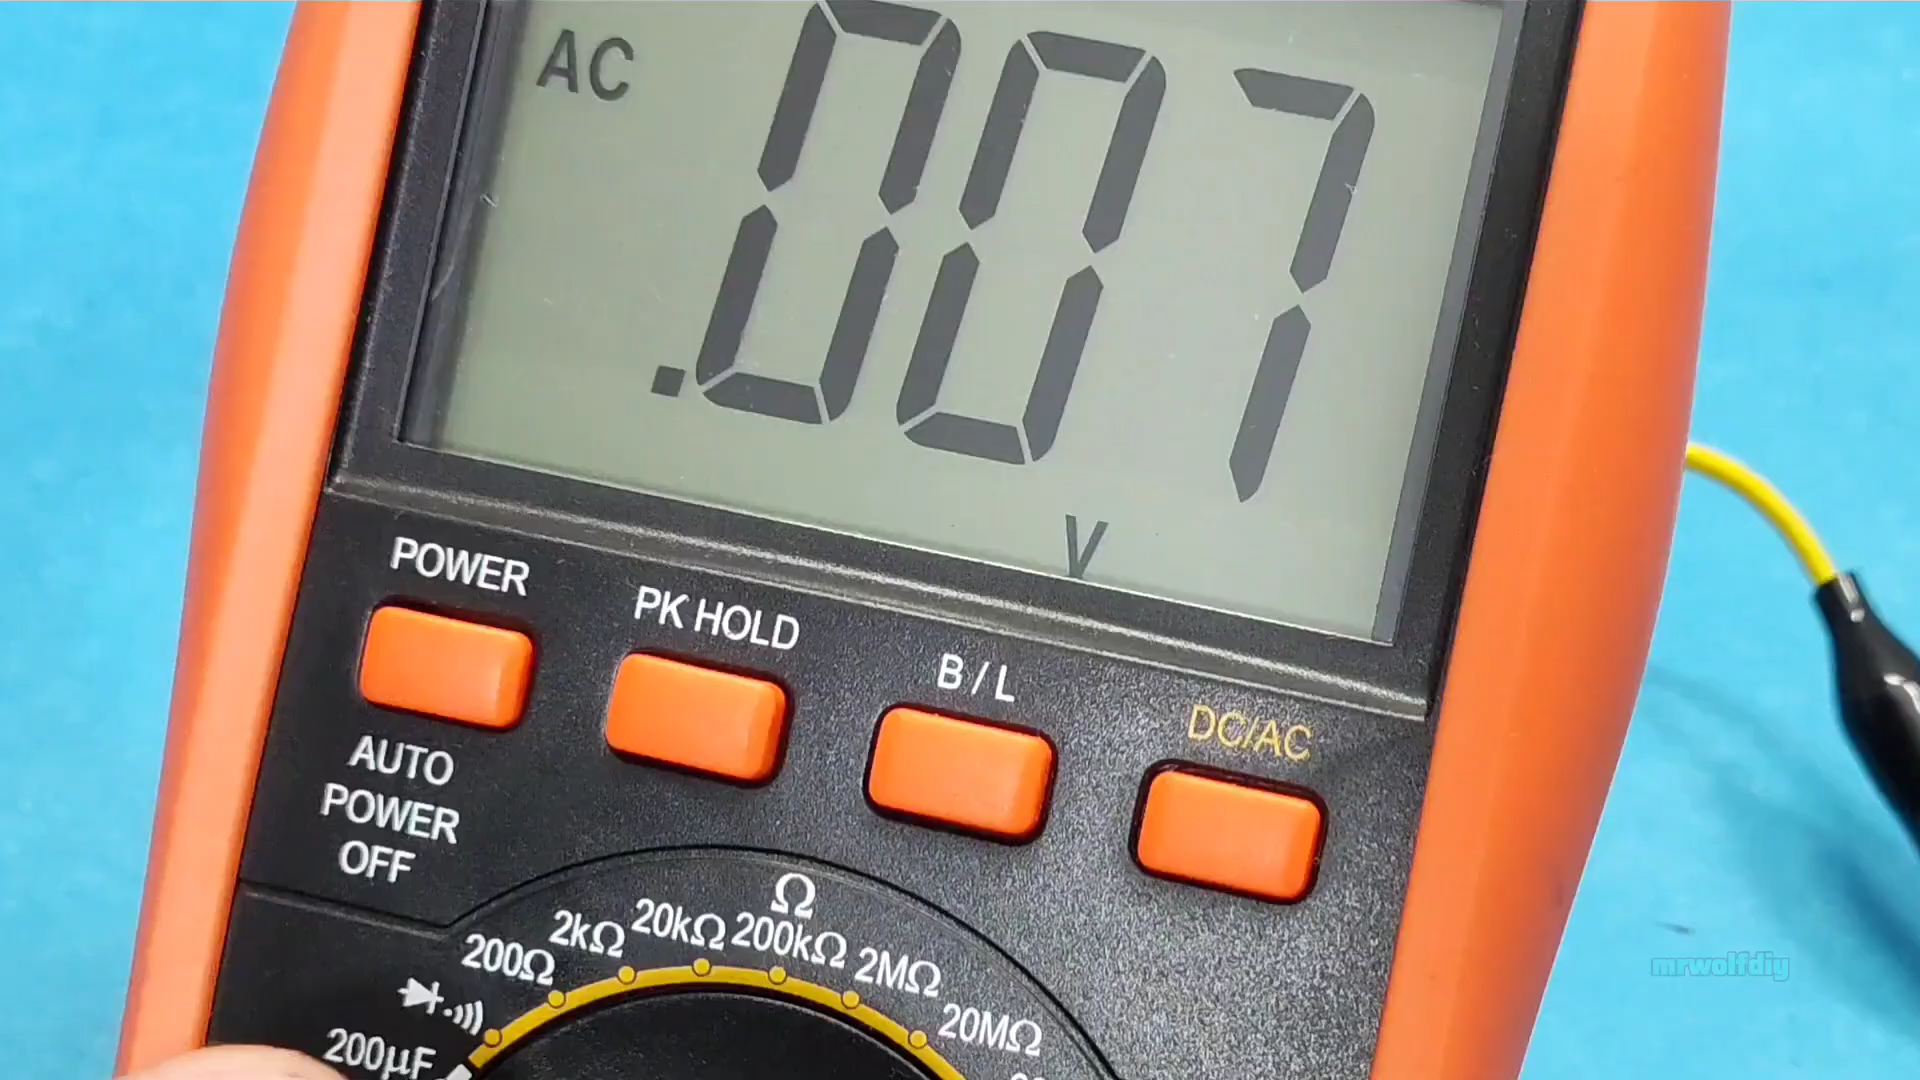 AC
.007
V
POWER
PK HOLD
B / L
DC/AC
AUTO
POWER
OFF
Ω
200Ω
2kΩ
20kΩ
200kΩ
2MΩ
20MΩ
200µF
mrwolfdiy